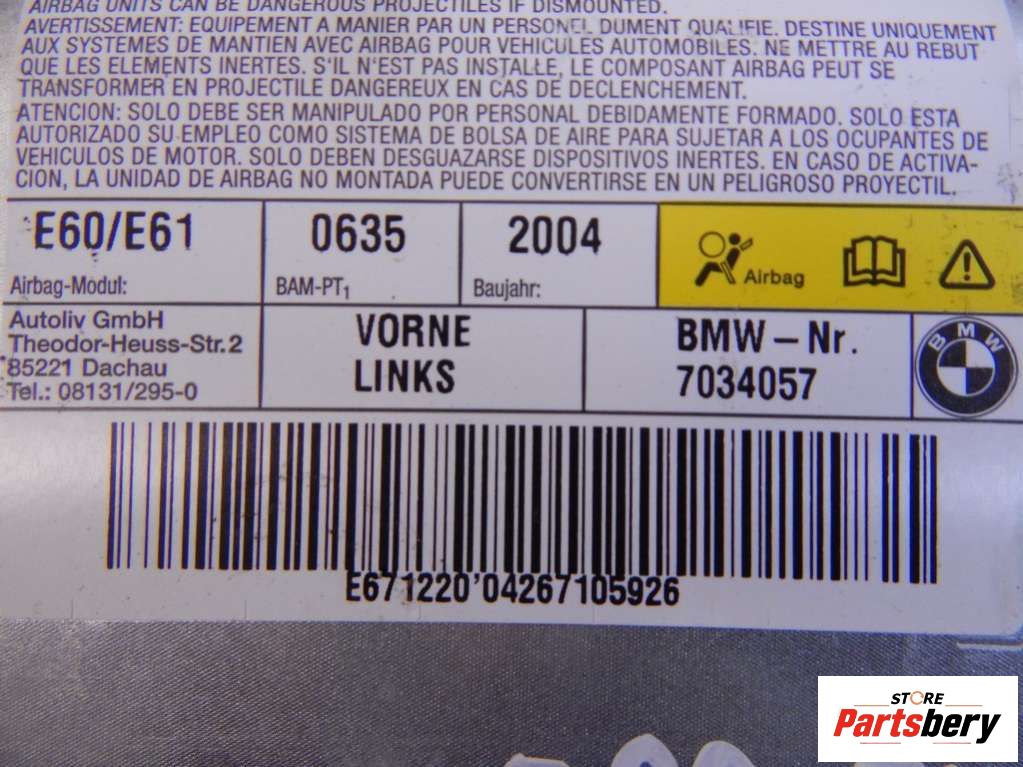 AIRBAG UNITS CAN BE DANGEROUS PROJECTILES IF DISMOUNTED.
AVERTISSEMENT: EQUIPEMENT A MANIER PAR UN PERSONEL DUMENT QUALIFIE. DESTINE UNIQUEMENT
AUX SYSTEMES DE MANTIEN AVEC AIRBAG POUR VEHICULES AUTOMOBILES. NE METTRE AU REBUT
QUE LES ELEMENTS INERTES. S'IL N'EST PAS INSTALLE, LE COMPOSANT AIRBAG PEUT SE
TRANSFORMER EN PROJECTILE DANGEREUX EN CAS DE DECLENCHEMENT.
ATENCION: SOLO DEBE SER MANIPULADO POR PERSONAL DEBIDAMENTE FORMADO. SOLO ESTA
AUTORIZADO SU EMPLEO COMO SISTEMA DE BOLSA DE AIRE PARA SUJETAR A LOS OCUPANTES DE
VEHICULOS DE MOTOR. SOLO DEBEN DESGUAZARSE DISPOSITIVOS INERTES. EN CASO DE ACTIVA-
CION, LA UNIDAD DE AIRBAG NO MONTADA PUEDE CONVERTIRSE EN UN PELIGROSO PROYECTIL.
E60/E61 0635 2004
Airbag-Modul: BAM-PT1 Baujahr: Airbag
Autoliv GmbH
Theodor-Heuss-Str.2
85221 Dachau
Tel.: 08131/295-0
VORNE
LINKS
BMW-Nr.
7034057
BMW
E671220'04267105926
STORE
Partsbery